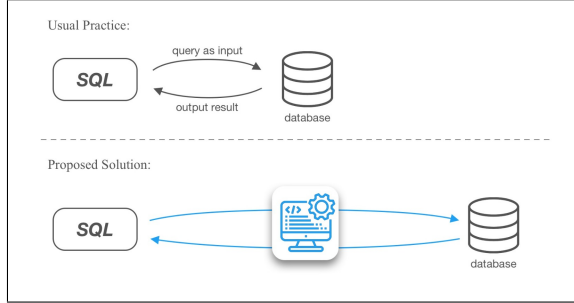 Usual Practice:
query as input
SQL
output result
database
Proposed Solution:
</>
SQL
database